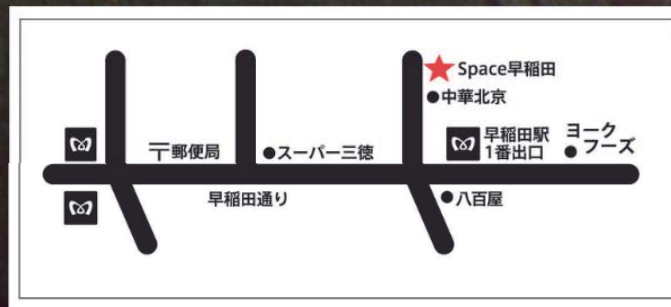 Space早稲田
中華北京
〒郵便局
スーパー三徳
早稲田駅
1番出口
ヨーク
フーズ
早稲田通り
八百屋